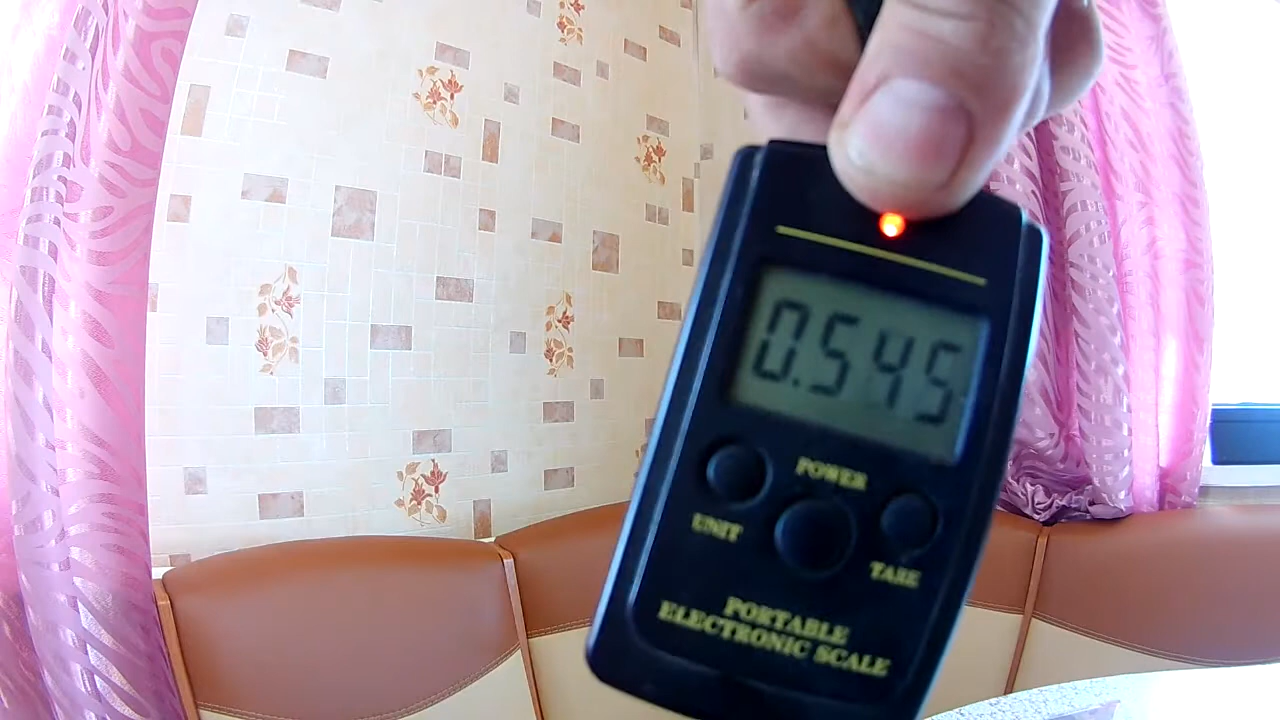 0.545
POWER
UNIT
TARE
PORTABLE
ELECTRONIC SCALE